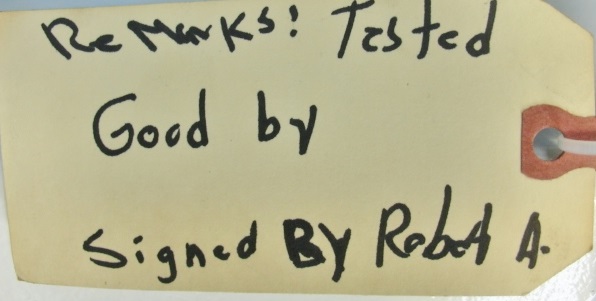 ReMarks: Tested
Good by
Signed By Robert A.